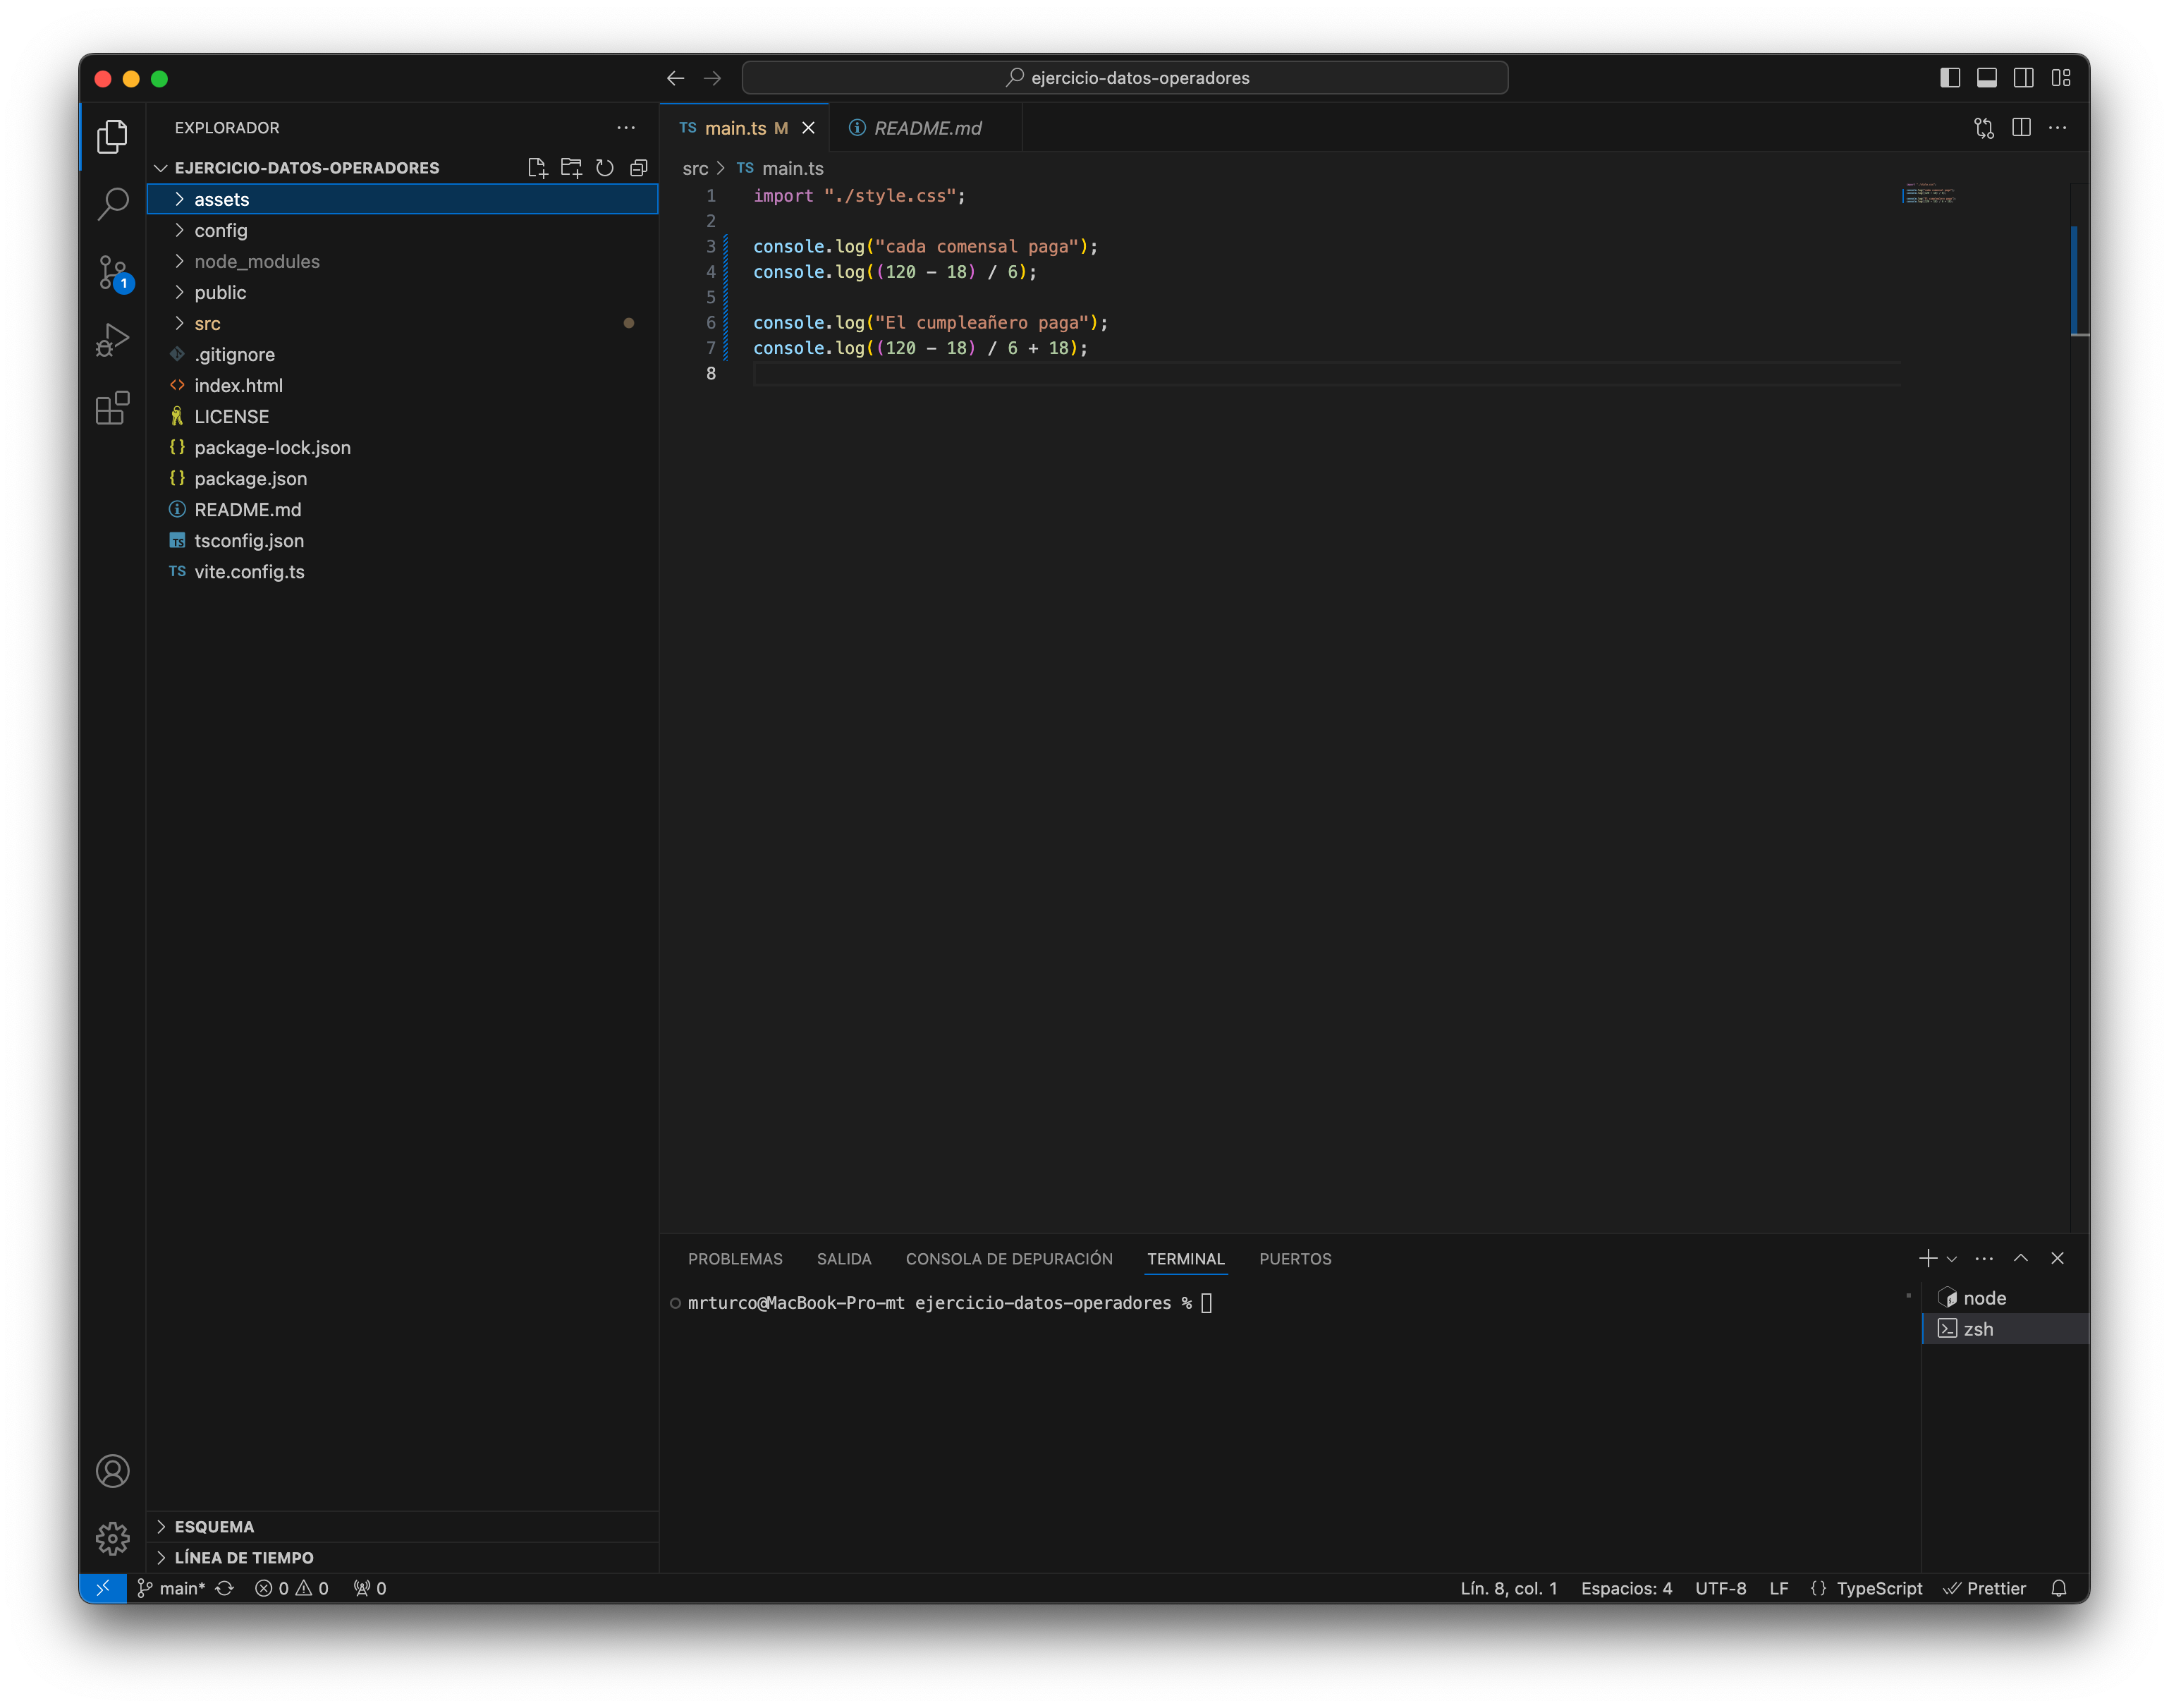 ejercicio-datos-operadores
EXPLORADOR
EJERCICIO-DATOS-OPERADORES
assets
config
node_modules
public
src
.gitignore
index.html
LICENSE
package-lock.json
package.json
README.md
tsconfig.json
vite.config.ts
ESQUEMA
LÍNEA DE TIEMPO
1
TS main.ts M
README.md
src > TS main.ts
1 import "./style.css";
2
3 console.log("cada comensal paga");
4 console.log((120 - 18) / 6);
5
6 console.log("El cumpleañero paga");
7 console.log((120 - 18) / 6 + 18);
8
PROBLEMAS SALIDA CONSOLA DE DEPURACIÓN TERMINAL PUERTOS
mrturco@MacBook-Pro-mt ejercicio-datos-operadores %
node
zsh
main* 0 0 0 Lín. 8, col. 1 Espacios: 4 UTF-8 LF {} TypeScript Prettier